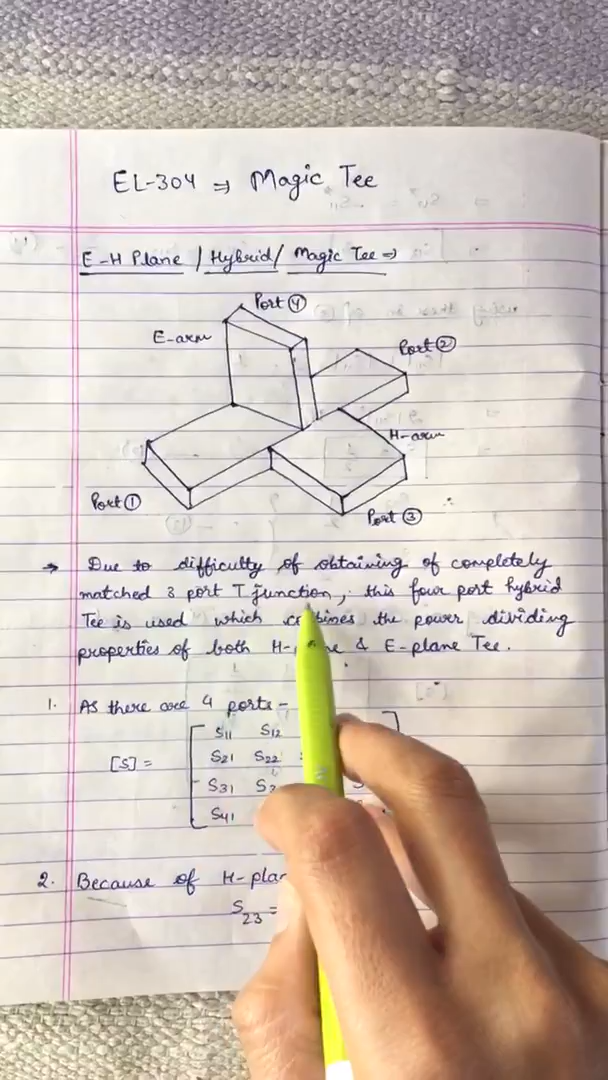 EL-304 ⇒ Magic Tee
E-H Plane / Hybrid / Magic Tee ⇒
Port ④
E-arm
Port ②
H-arm
Port ①
Port ③
→ Due to difficulty of obtaining of completely
matched 3 port T junction, this four port hybrid
Tee is used which combines the power dividing
properties of both H-plane & E-plane Tee.
1. As there are 4 ports -
S11 S12
[S] = S21 S22
S31
S41
2. Because of H-plan
S23 =